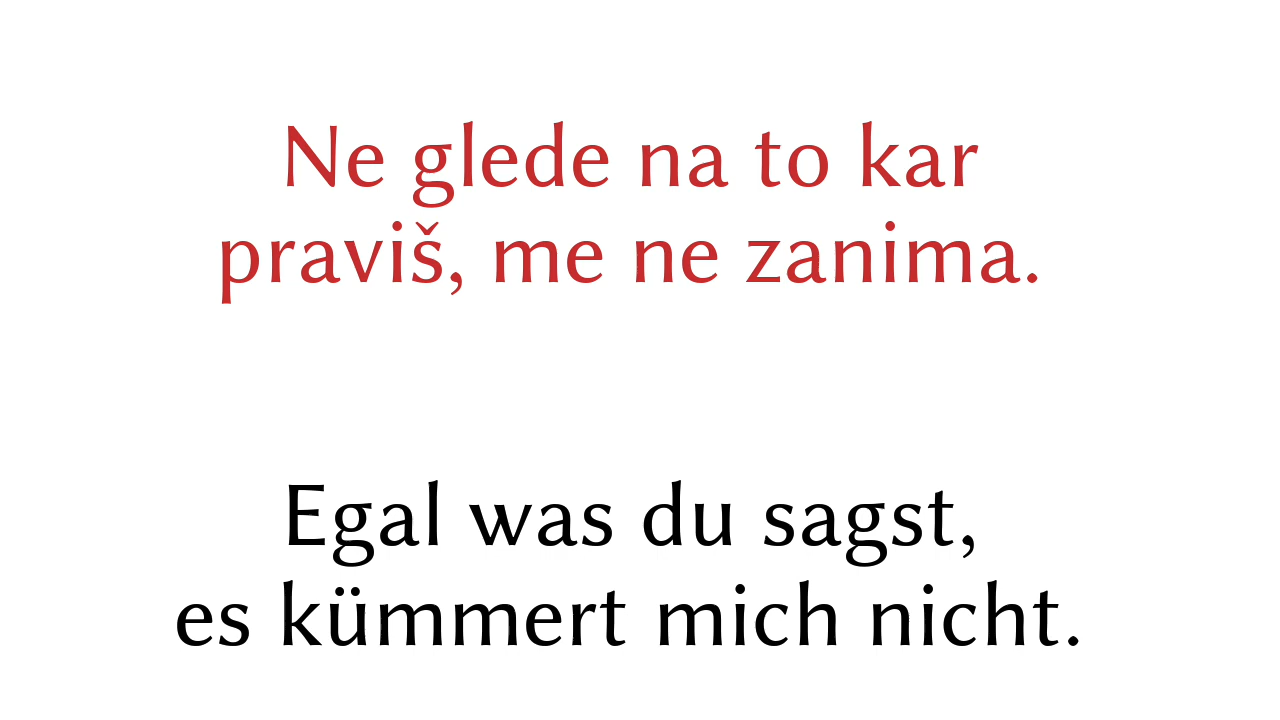 Ne glede na to kar
praviš, me ne zanima.
Egal was du sagst,
es kümmert mich nicht.